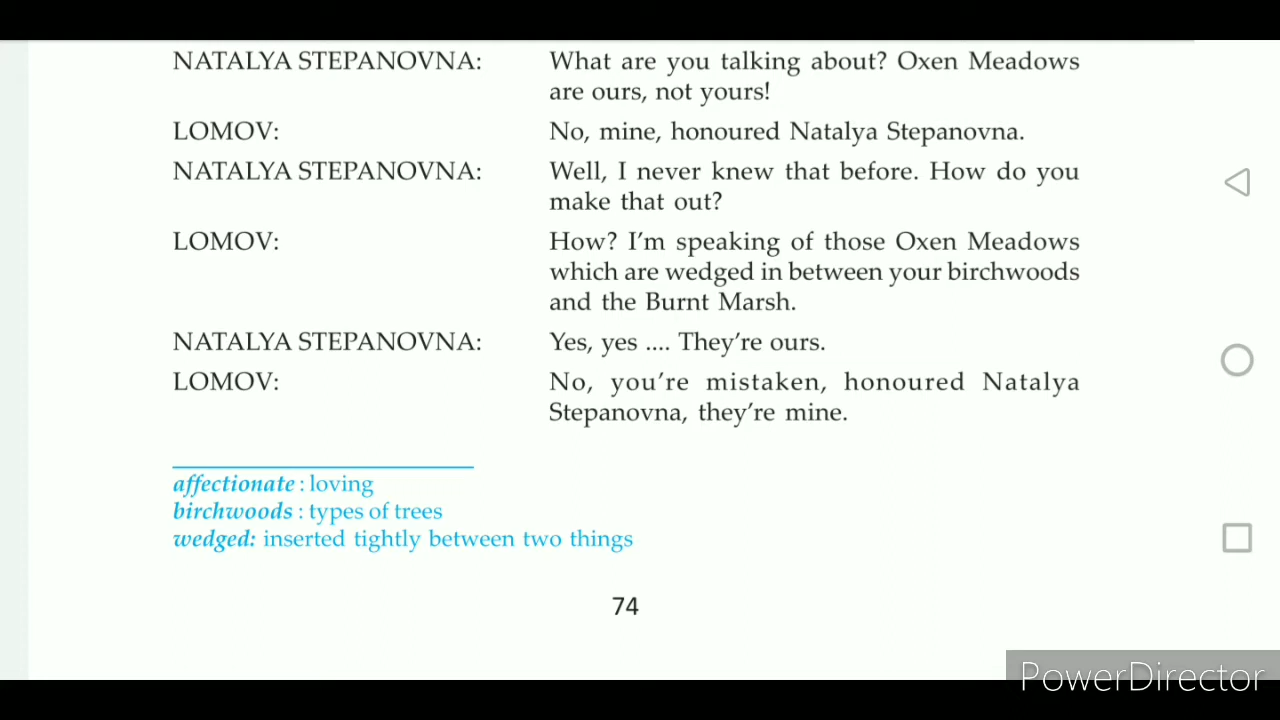 NATALYA STEPANOVNA: What are you talking about? Oxen Meadows
are ours, not yours!
LOMOV: No, mine, honoured Natalya Stepanovna.
NATALYA STEPANOVNA: Well, I never knew that before. How do you
make that out?
LOMOV: How? I'm speaking of those Oxen Meadows
which are wedged in between your birchwoods
and the Burnt Marsh.
NATALYA STEPANOVNA: Yes, yes .... They're ours.
LOMOV: No, you're mistaken, honoured Natalya
Stepanovna, they're mine.
affectionate : loving
birchwoods : types of trees
wedged: inserted tightly between two things
74
PowerDirector